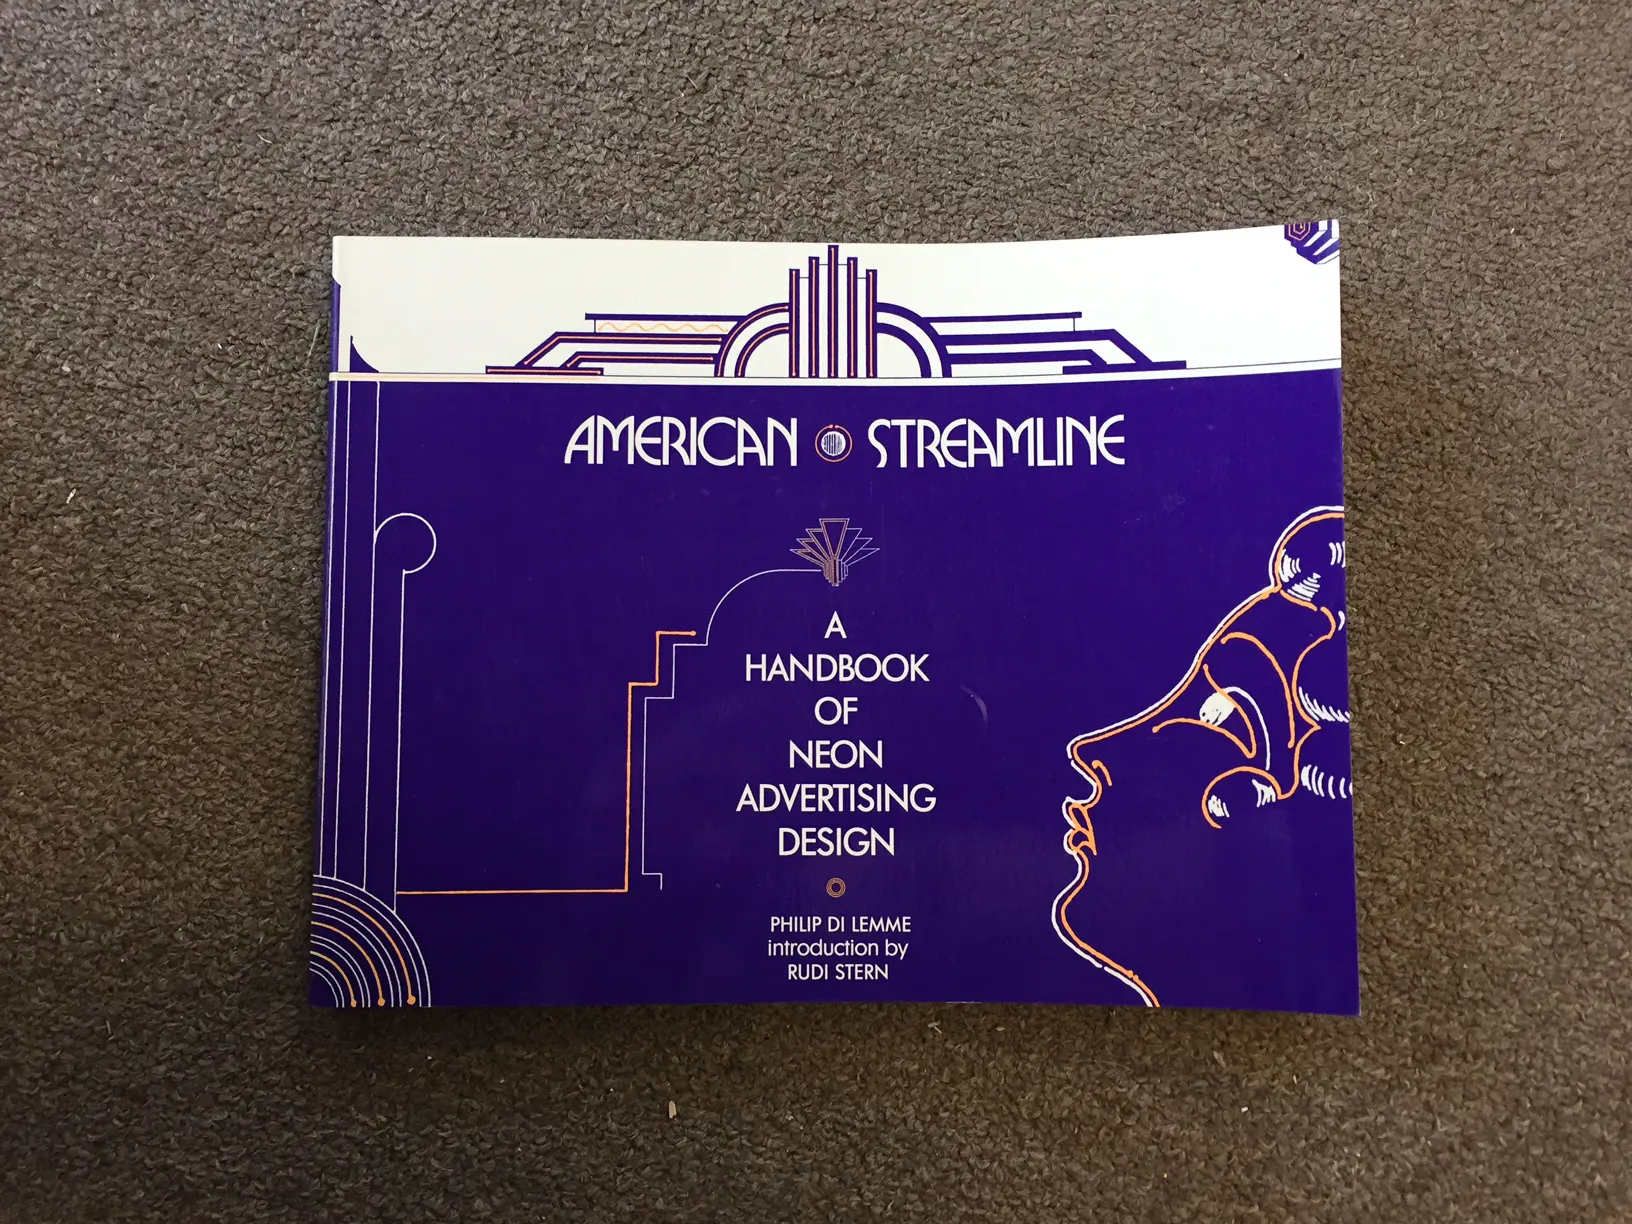 AMERICAN STREAMLINE
A
HANDBOOK
OF
NEON
ADVERTISING
DESIGN
PHILIP DI LEMME
introduction by
RUDI STERN